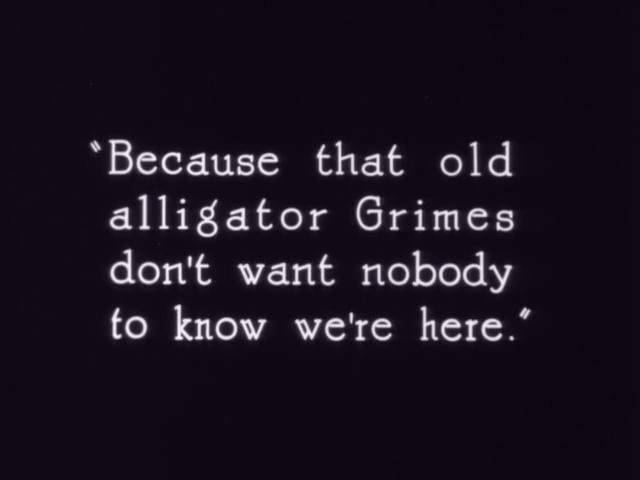 "Because that old
alligator Grimes
don't want nobody
to know we're here."